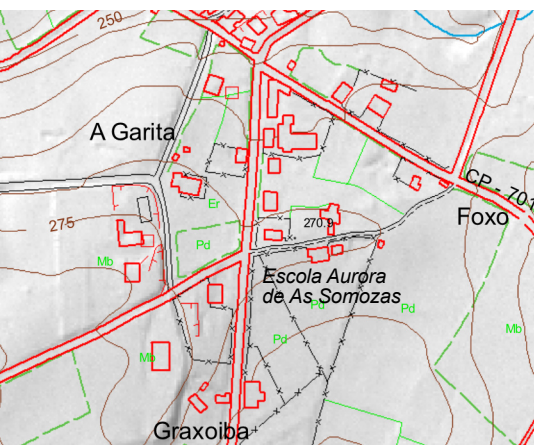 250
A Garita
CP - 701
Er
Foxo
275
270.9
Pd
Mb
Escola Aurora
de As Somozas
Pd
Pd
Pd
Mb
Mb
Graxoiba